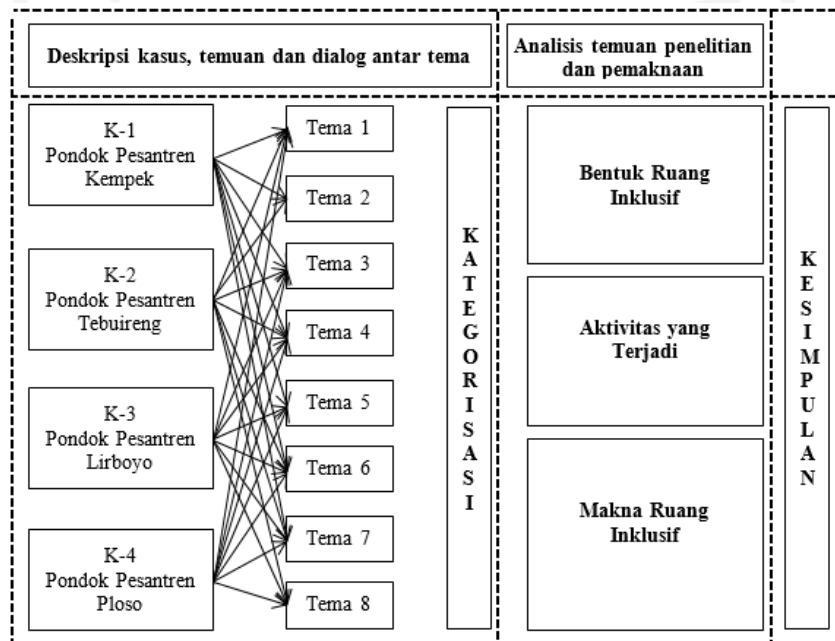 Deskripsi kasus, temuan dan dialog antar tema
Analisis temuan penelitian
dan pemaknaan
K-1
Pondok Pesantren
Kempek
K-2
Pondok Pesantren
Tebuireng
K-3
Pondok Pesantren
Lirboyo
K-4
Pondok Pesantren
Ploso
Tema 1
Tema 2
Tema 3
Tema 4
Tema 5
Tema 6
Tema 7
Tema 8
KATEGORISASI
Bentuk Ruang
Inklusif
Aktivitas yang
Terjadi
Makna Ruang
Inklusif
KESIMPULAN